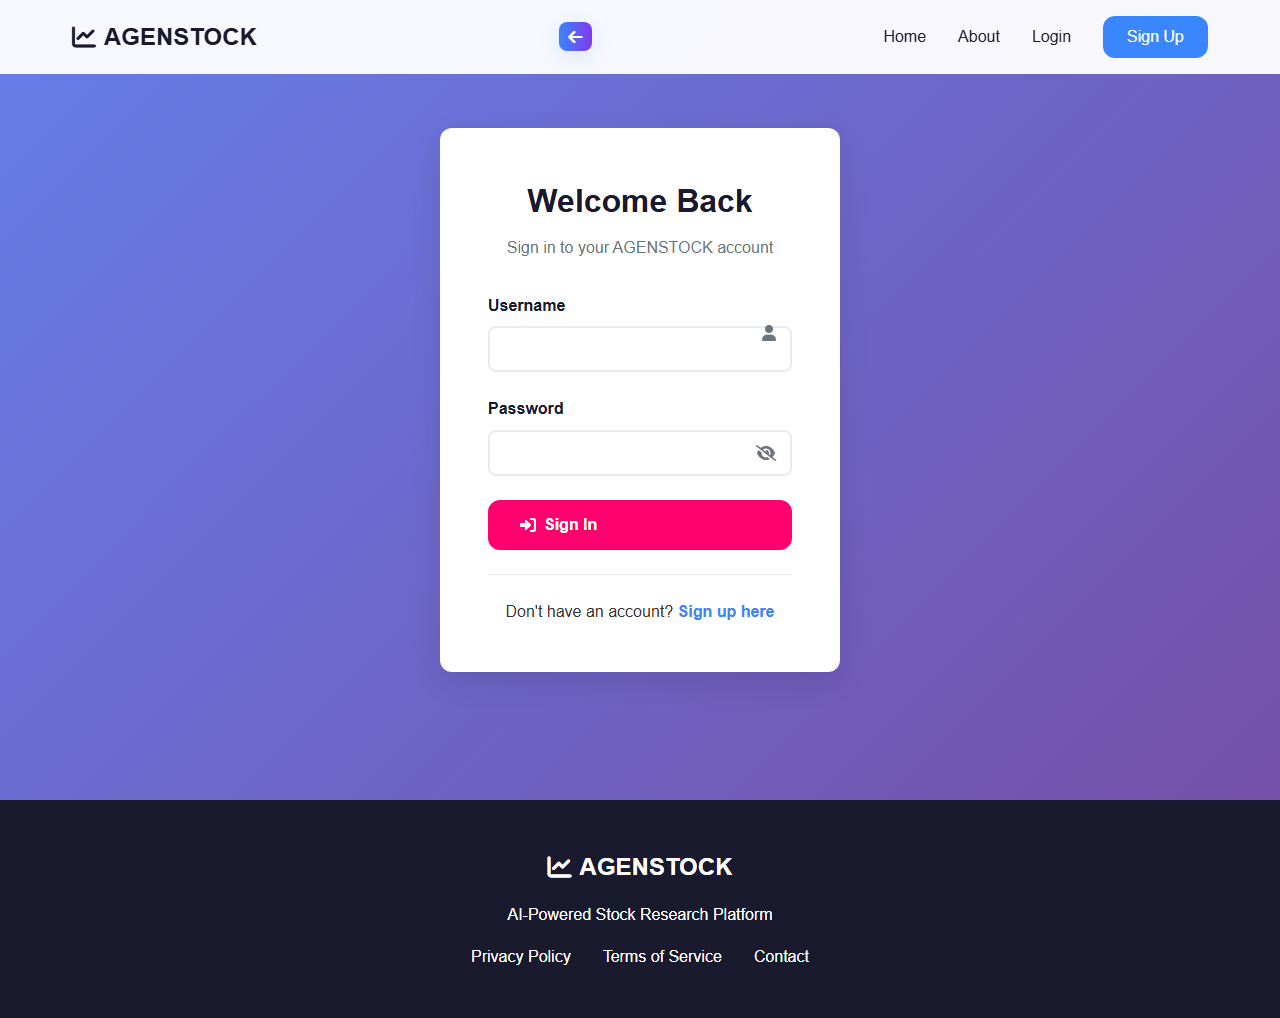 AGENSTOCK
Home About Login Sign Up
Welcome Back
Sign in to your AGENSTOCK account
Username
Password
Sign In
Don't have an account? Sign up here
AGENSTOCK
AI-Powered Stock Research Platform
Privacy Policy Terms of Service Contact